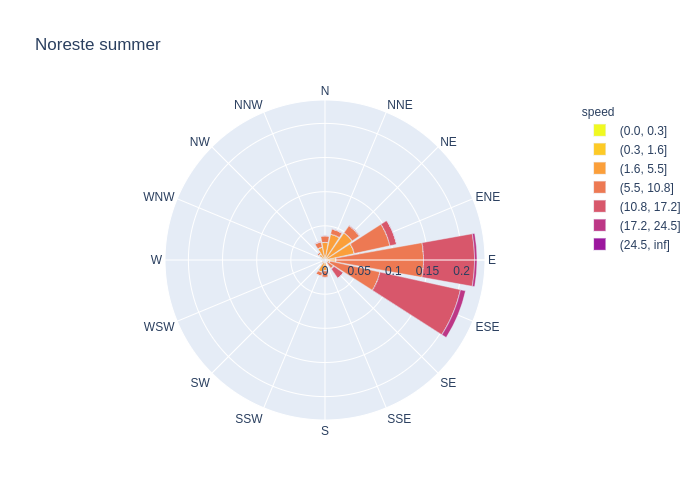 Noreste summer
N
NNW
NNE
NW
NE
WNW
ENE
W
E
0
0.05
0.1
0.15
0.2
WSW
ESE
SW
SE
SSW
SSE
S
speed
(0.0, 0.3]
(0.3, 1.6]
(1.6, 5.5]
(5.5, 10.8]
(10.8, 17.2]
(17.2, 24.5]
(24.5, inf]